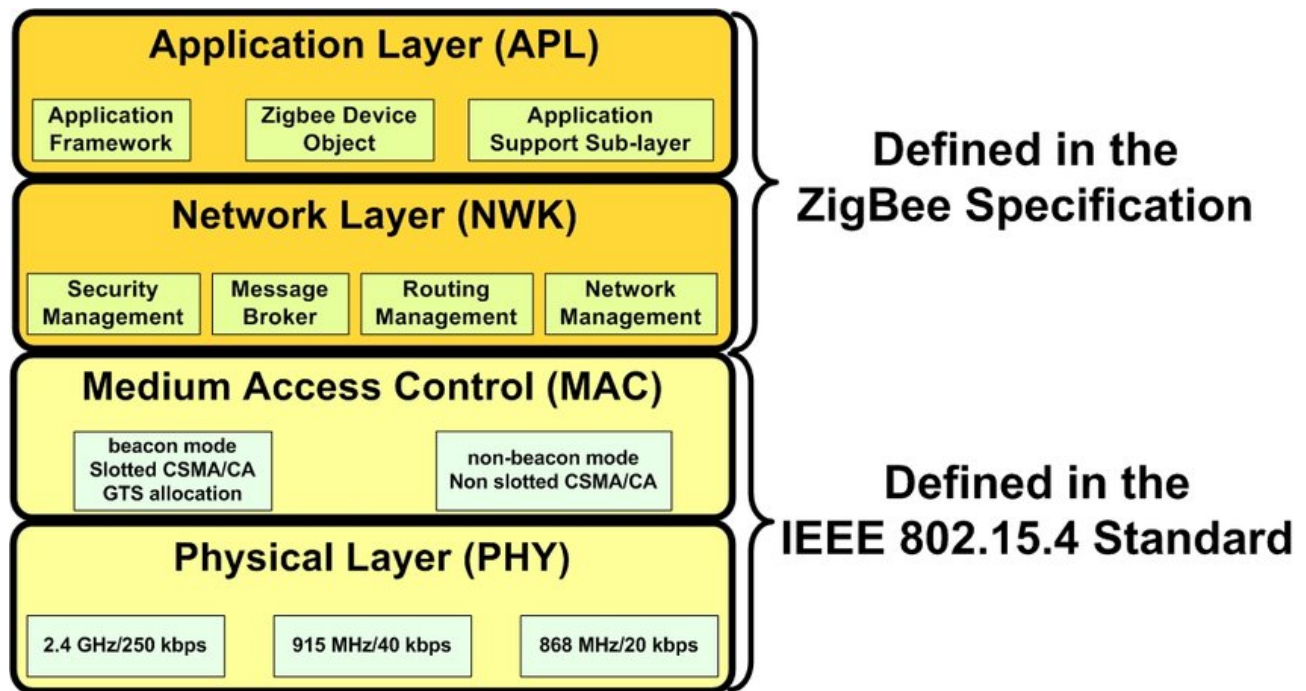 Application Layer (APL)
Application
Framework
Zigbee Device
Object
Application
Support Sub-layer
Defined in the
ZigBee Specification
Network Layer (NWK)
Security
Management
Message
Broker
Routing
Management
Network
Management
Medium Access Control (MAC)
beacon mode
Slotted CSMA/CA
GTS allocation
non-beacon mode
Non slotted CSMA/CA
Defined in the
IEEE 802.15.4 Standard
Physical Layer (PHY)
2.4 GHz/250 kbps
915 MHz/40 kbps
868 MHz/20 kbps